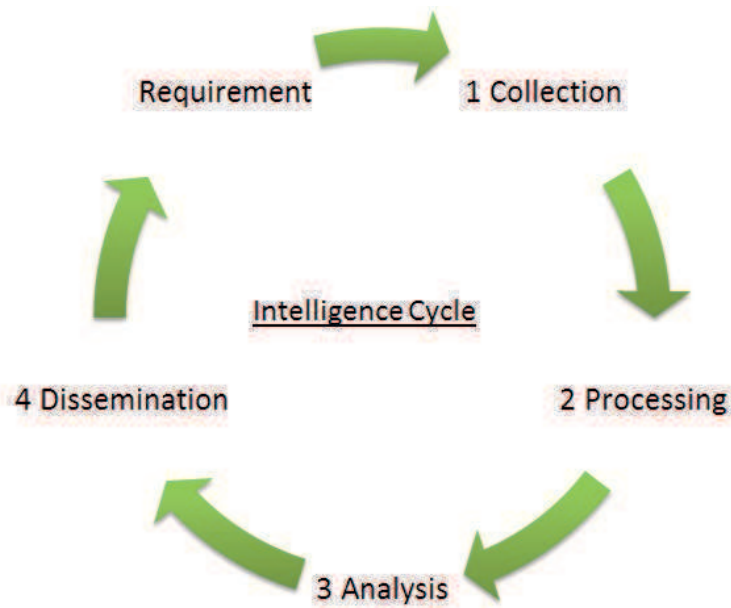 Requirement
1 Collection
Intelligence Cycle
4 Dissemination
2 Processing
3 Analysis